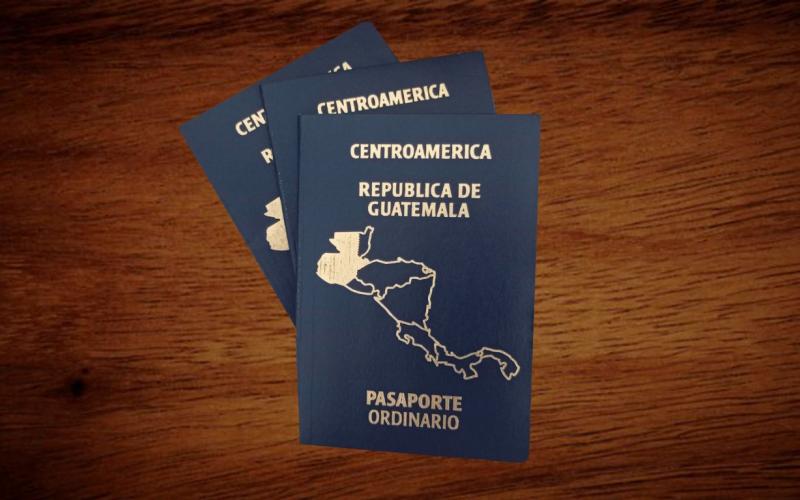 CENTROAMERICA
REPUBLICA DE
GUATEMALA
PASAPORTE
ORDINARIO
CENTROAMERICA